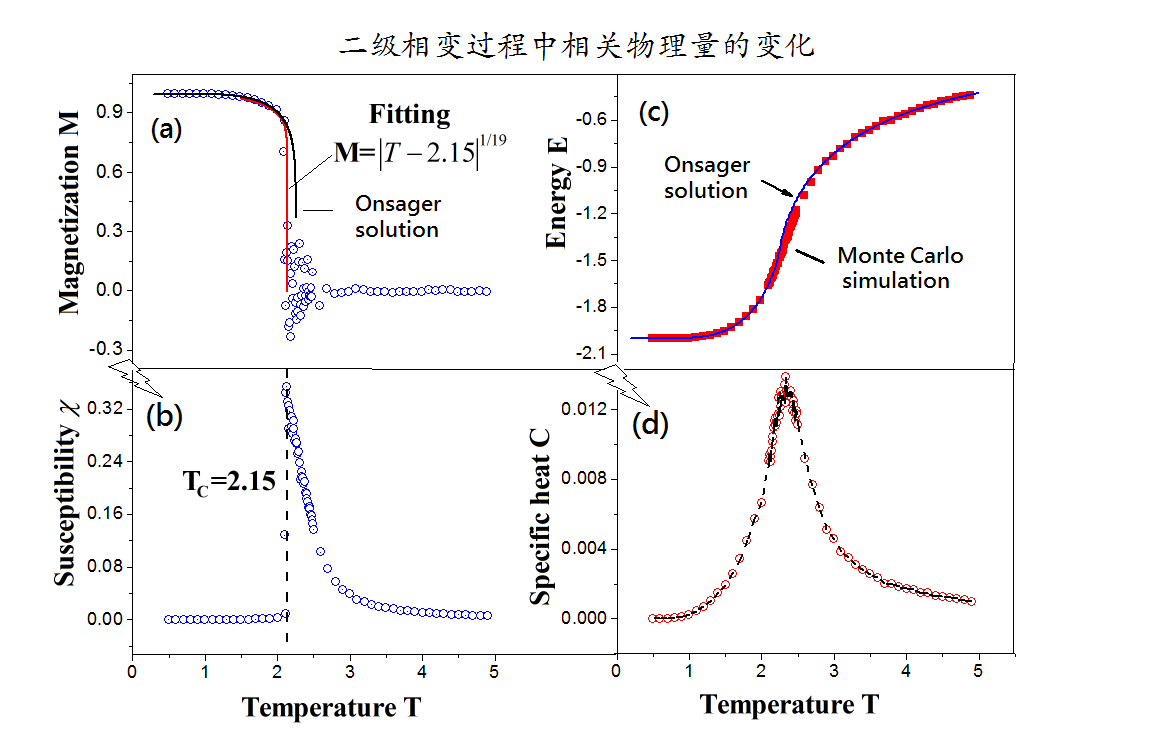 二级相变过程中相关物理量的变化
Magnetization M
0.9
0.6
0.3
0.0
-0.3
(a)
Fitting
M=|T－2.15|^1/19
Onsager
solution
Energy E
-0.6
-0.9
-1.2
-1.5
-1.8
-2.1
(c)
Onsager
solution
Monte Carlo
simulation
Susceptibility χ
0.32
0.24
0.16
0.08
0.00
(b)
T_C=2.15
0 1 2 3 4 5
Temperature T
Specific heat C
0.012
0.008
0.004
0.000
(d)
0 1 2 3 4 5
Temperature T